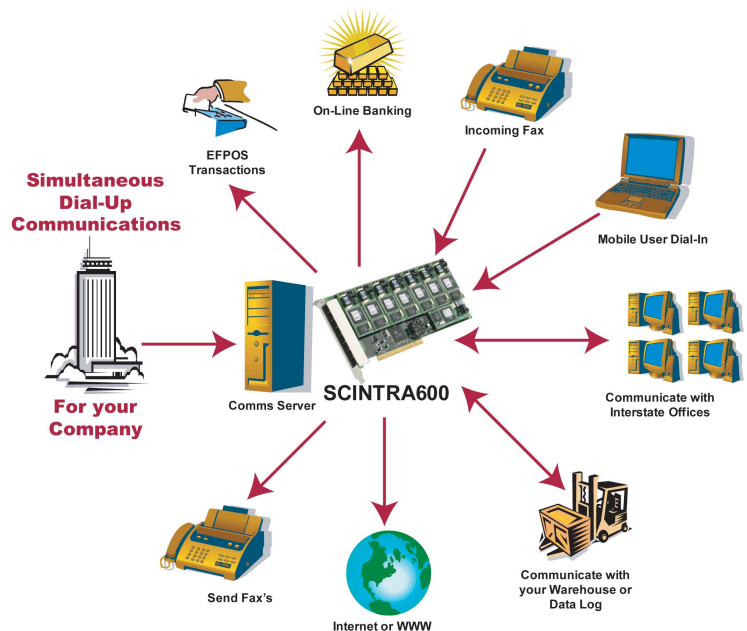 On-Line Banking
Incoming Fax
EFPOS
Transactions
Simultaneous
Dial-Up
Communications
Mobile User Dial-In
For your
Company
Comms Server
SCINTRA600
Communicate with
Interstate Offices
Send Fax's
Internet or WWW
Communicate with
your Warehouse or
Data Log